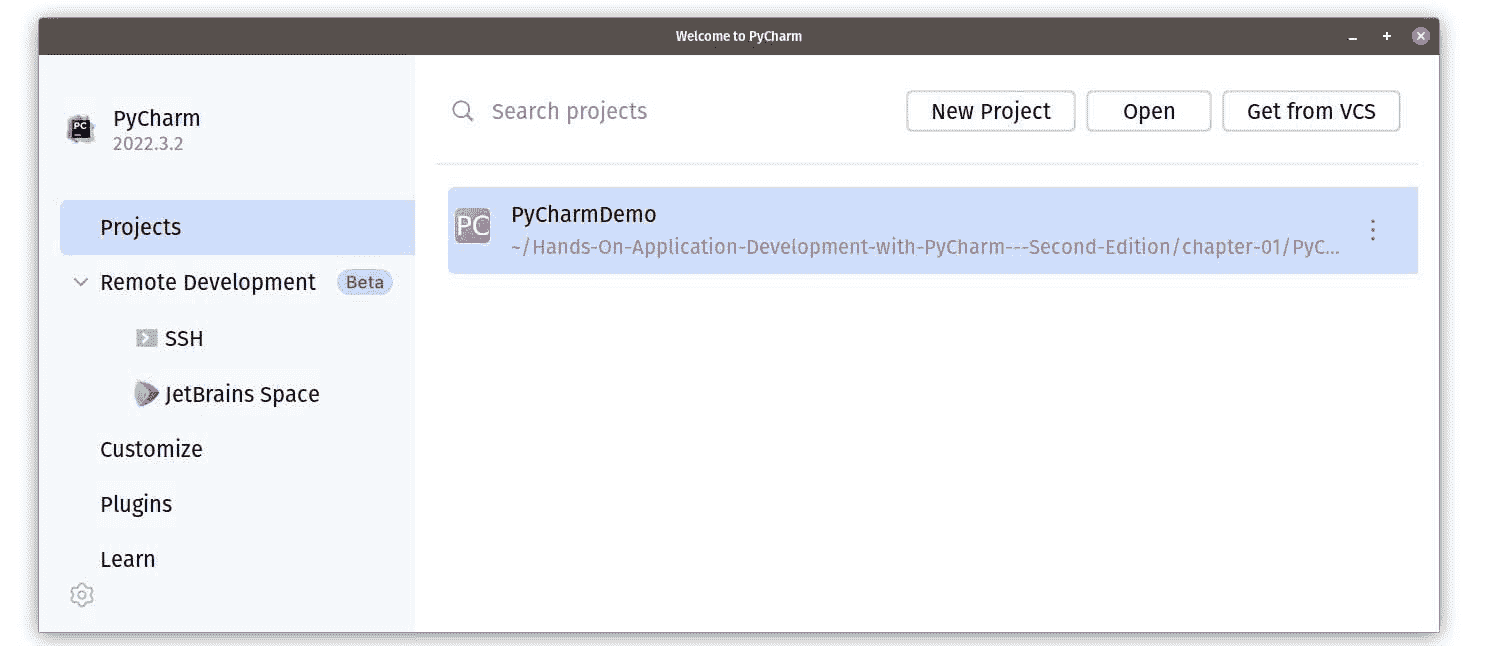 Welcome to PyCharm
PC
PyCharm
2022.3.2
Search projects
New Project
Open
Get from VCS
Projects
Remote Development Beta
SSH
JetBrains Space
Customize
Plugins
Learn
PC
PyCharmDemo
~/Hands-On-Application-Development-with-PyCharm---Second-Edition/chapter-01/PyC...